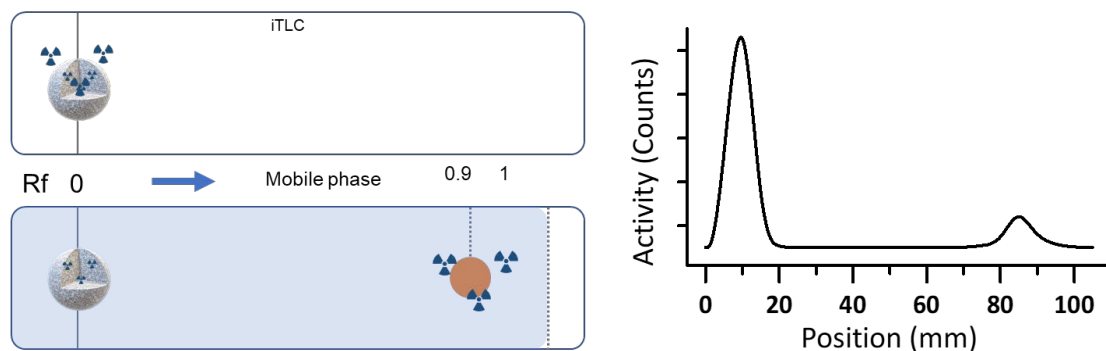 iTLC
Rf 0 Mobile phase 0.9 1
Activity (Counts)
0 20 40 60 80 100
Position (mm)